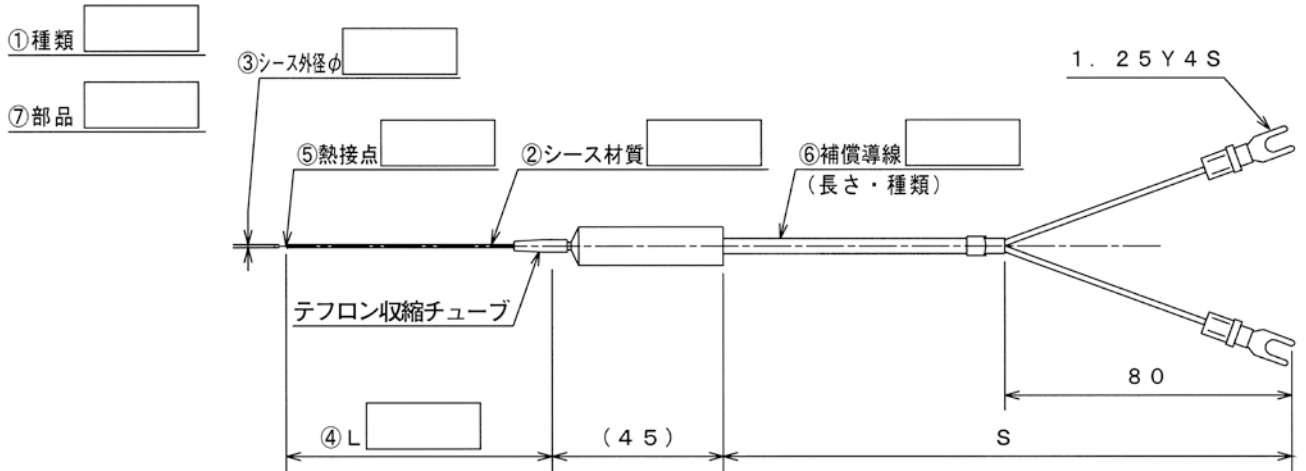 ①種類
③シース外径φ
1. 25Y4S
⑦部品
⑤熱接点
②シース材質
⑥補償導線
(長さ・種類)
テフロン収縮チューブ
80
④L
(45)
S